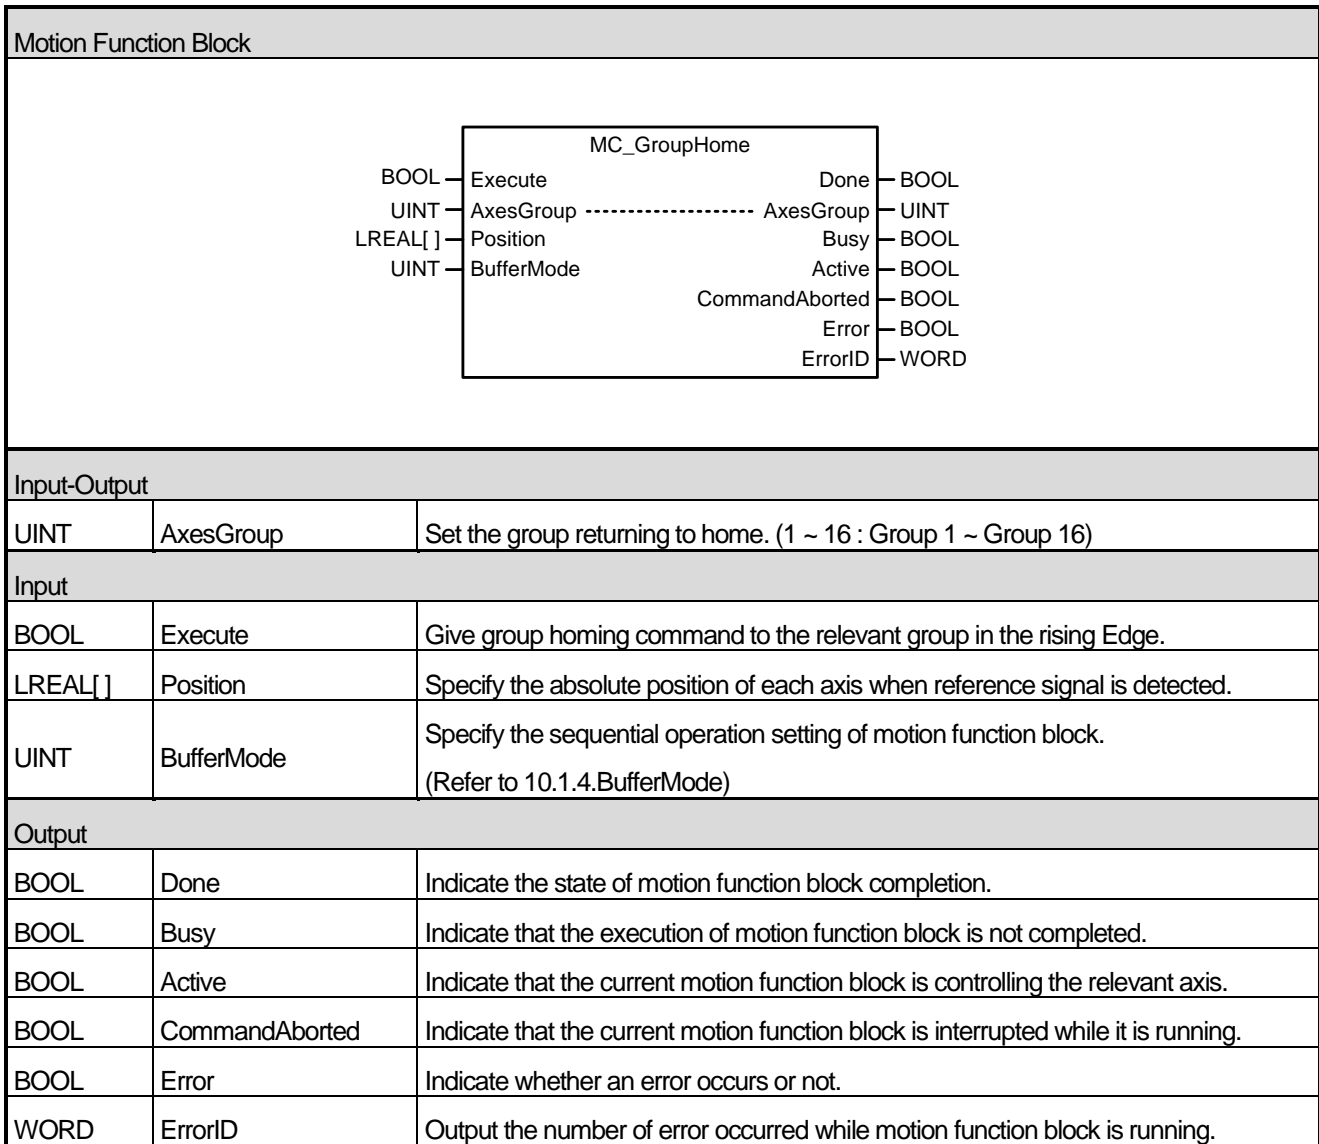 Motion Function Block
MC_GroupHome
BOOL Execute Done BOOL
UINT AxesGroup AxesGroup UINT
LREAL[ ] Position Busy BOOL
UINT BufferMode Active BOOL
CommandAborted BOOL
Error BOOL
ErrorID WORD
Input-Output
UINT AxesGroup Set the group returning to home. (1 ~ 16 : Group 1 ~ Group 16)
Input
BOOL Execute Give group homing command to the relevant group in the rising Edge.
LREAL[ ] Position Specify the absolute position of each axis when reference signal is detected.
UINT BufferMode Specify the sequential operation setting of motion function block.
(Refer to 10.1.4.BufferMode)
Output
BOOL Done Indicate the state of motion function block completion.
BOOL Busy Indicate that the execution of motion function block is not completed.
BOOL Active Indicate that the current motion function block is controlling the relevant axis.
BOOL CommandAborted Indicate that the current motion function block is interrupted while it is running.
BOOL Error Indicate whether an error occurs or not.
WORD ErrorID Output the number of error occurred while motion function block is running.